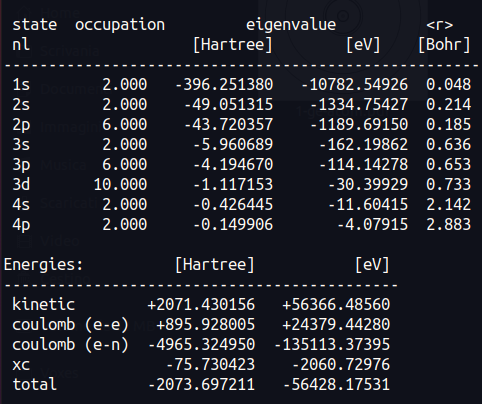 state occupation eigenvalue <r>
nl [Hartree] [eV] [Bohr]
-----------------------------------------------------
1s 2.000 -396.251380 -10782.54926 0.048
2s 2.000 -49.051315 -1334.75427 0.214
2p 6.000 -43.720357 -1189.69150 0.185
3s 2.000 -5.960689 -162.19862 0.636
3p 6.000 -4.194670 -114.14278 0.653
3d 10.000 -1.117153 -30.39929 0.733
4s 2.000 -0.426445 -11.60415 2.142
4p 2.000 -0.149906 -4.07915 2.883
Energies: [Hartree] [eV]
--------------------------------------------
kinetic +2071.430156 +56366.48560
coulomb (e-e) +895.928005 +24379.44280
coulomb (e-n) -4965.324950 -135113.37395
xc -75.730423 -2060.72976
total -2073.697211 -56428.17531